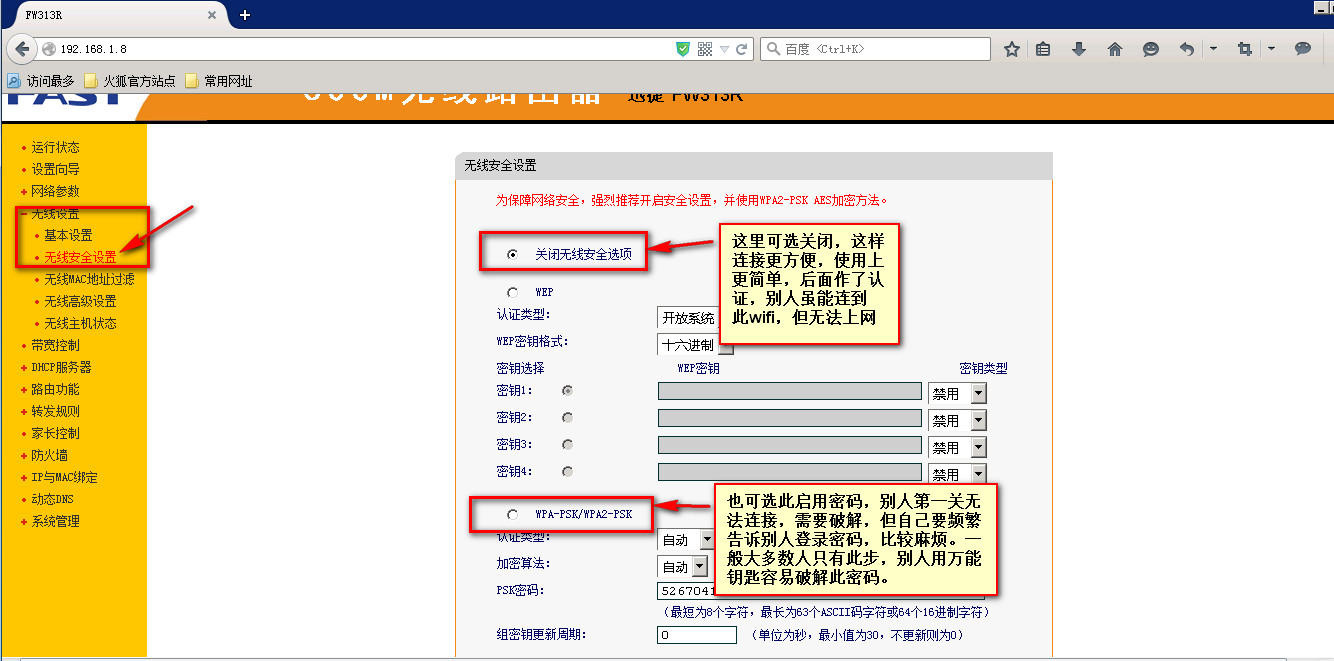 FW313R
192.168.1.8
百度 <Ctrl+K>
访问最多 火狐官方站点 常用网址
FAST 300M无线路由器 迅捷 FW313R
运行状态
设置向导
网络参数
无线设置
基本设置
无线安全设置
无线MAC地址过滤
无线高级设置
无线主机状态
带宽控制
DHCP服务器
路由功能
转发规则
家长控制
防火墙
IP与MAC绑定
动态DNS
系统管理
无线安全设置
为保障网络安全，强烈推荐开启安全设置，并使用WPA2-PSK AES加密方法。
关闭无线安全选项
这里可选关闭，这样
连接更方便，使用上
更简单，后面作了认
证，别人虽能连到
此wifi，但无法上网
WEP
认证类型： 开放系统
WEP密钥格式： 十六进制
密钥选择 WEP密钥 密钥类型
密钥1： 禁用
密钥2： 禁用
密钥3： 禁用
密钥4： 禁用
WPA-PSK/WPA2-PSK
也可选此启用密码，别人第一关无
法连接，需要破解，但自己要频繁
告诉别人登录密码，比较麻烦。一
般大多数人只有此步，别人用万能
钥匙容易破解此密码。
认证类型： 自动
加密算法： 自动
PSK密码： 526704
（最短为8个字符，最长为63个ASCII码字符或64个16进制字符）
组密钥更新周期： 0 （单位为秒，最小值为30，不更新则为0）